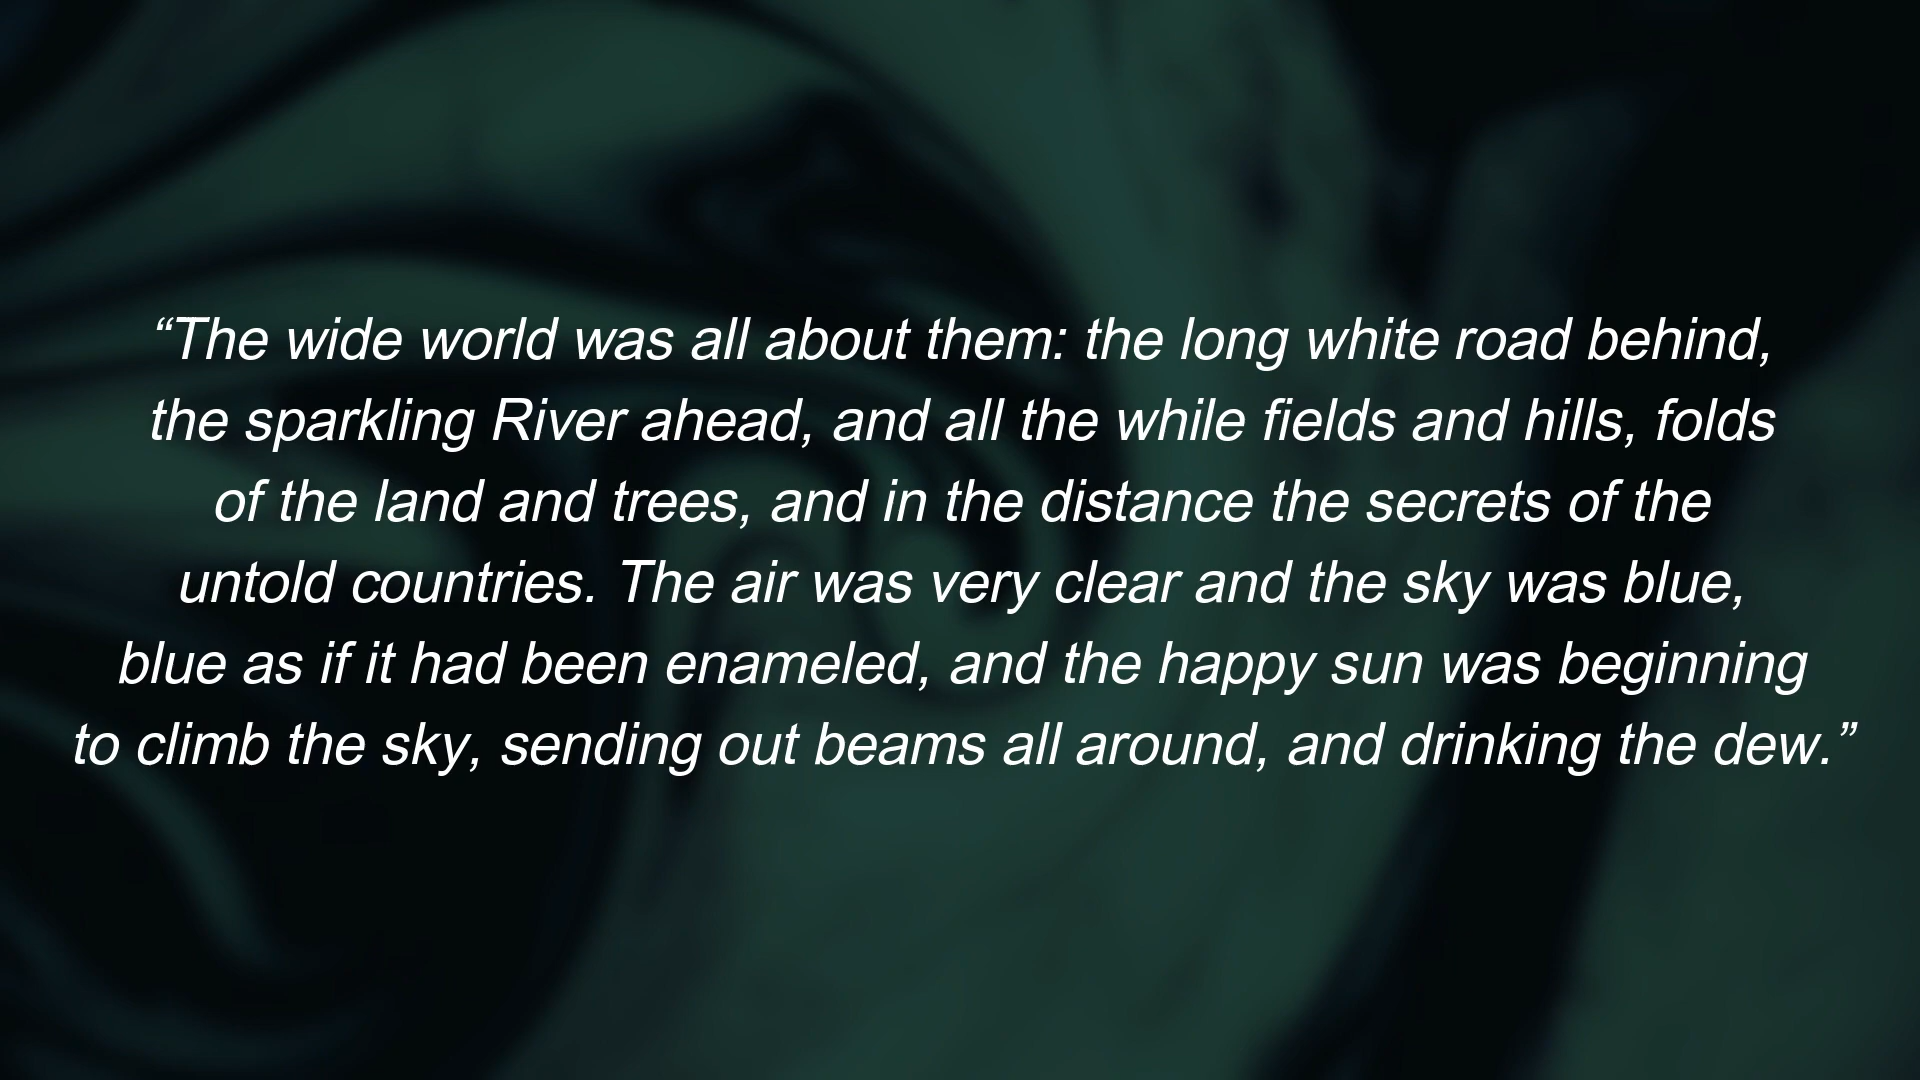 “The wide world was all about them: the long white road behind,
the sparkling River ahead, and all the while fields and hills, folds
of the land and trees, and in the distance the secrets of the
untold countries. The air was very clear and the sky was blue,
blue as if it had been enameled, and the happy sun was beginning
to climb the sky, sending out beams all around, and drinking the dew.”